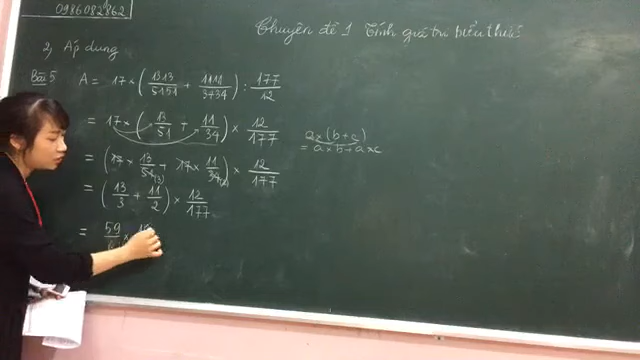 0986082862
Chuyên đề 1 Tính giá trị biểu thức
2, Áp dụng
Bài 5 A = 17 × ( 1313/5151 + 1111/3434 ) : 177/12
= 17 × ( 13/51 + 11/34 ) × 12/177
a × (b + c)
= a × b + a × c
= ( 17 × 13/51 (3) + 17 × 11/34 (2) ) × 12/177
= ( 13/3 + 11/2 ) × 12/177
= 59/6 ×